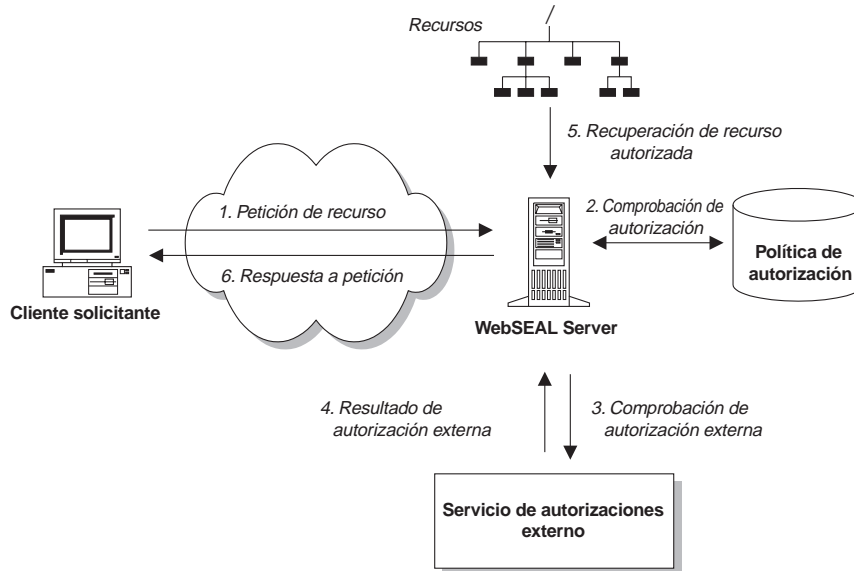 Recursos
/
5. Recuperación de recurso
autorizada
1. Petición de recurso
2. Comprobación de
autorización
Política de
autorización
6. Respuesta a petición
Cliente solicitante
WebSEAL Server
4. Resultado de
autorización externa
3. Comprobación de
autorización externa
Servicio de autorizaciones
externo